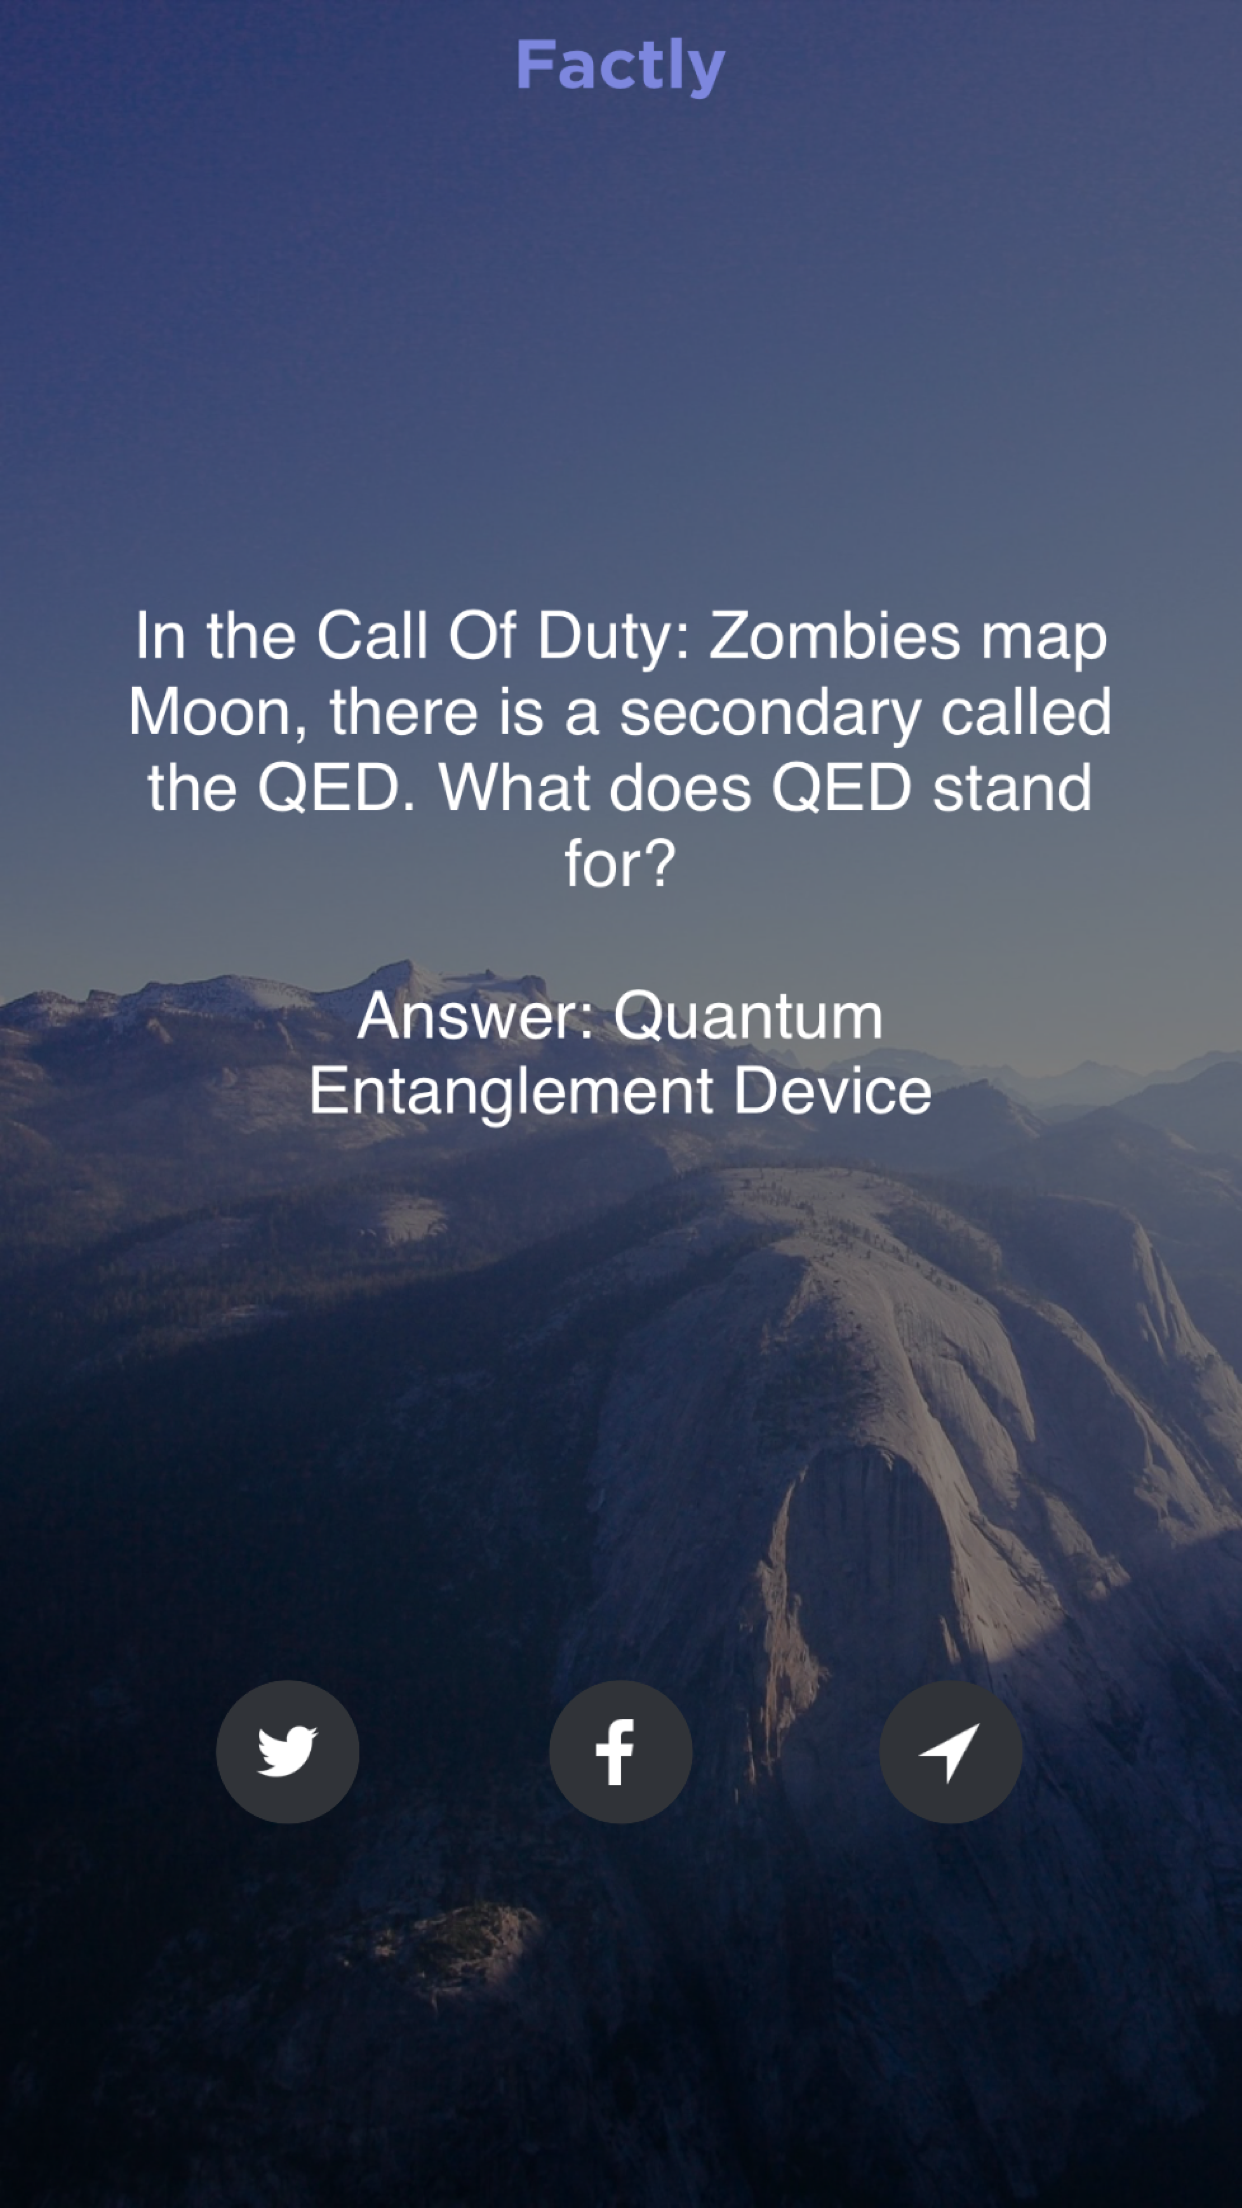 Factly
In the Call Of Duty: Zombies map
Moon, there is a secondary called
the QED. What does QED stand
for?
Answer: Quantum
Entanglement Device